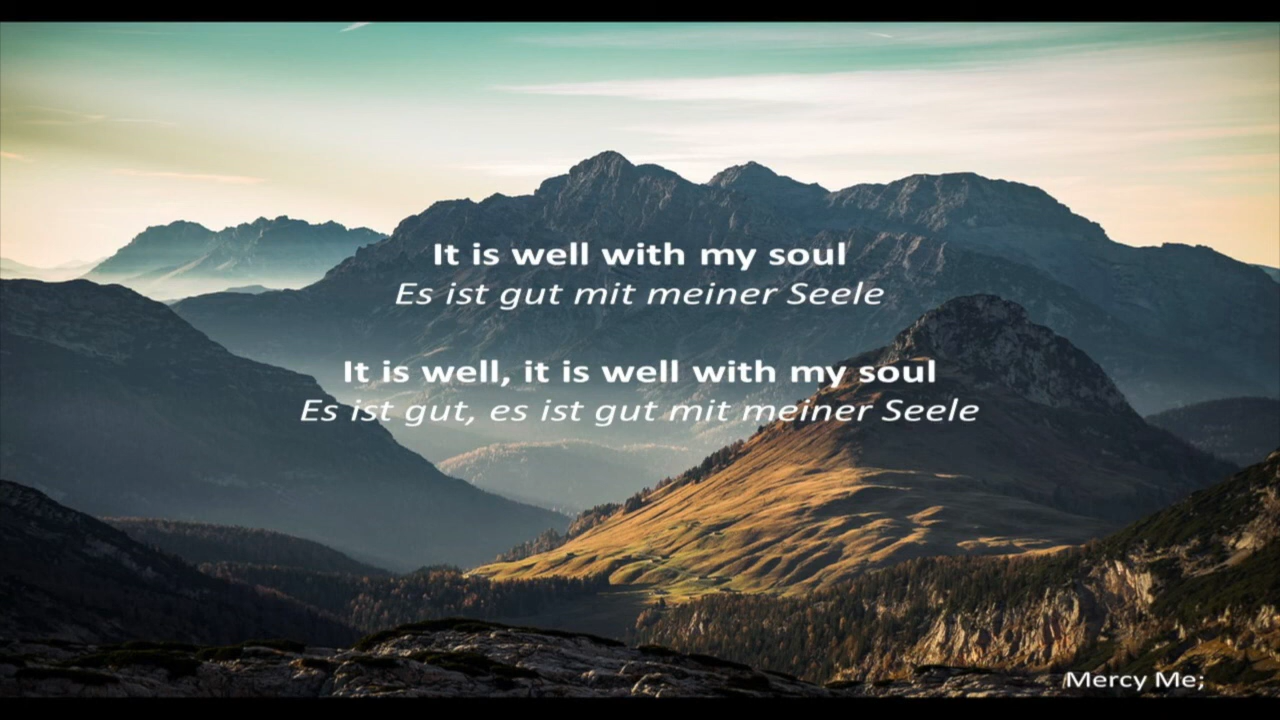 It is well with my soul
Es ist gut mit meiner Seele
It is well, it is well with my soul
Es ist gut, es ist gut mit meiner Seele
Mercy Me;